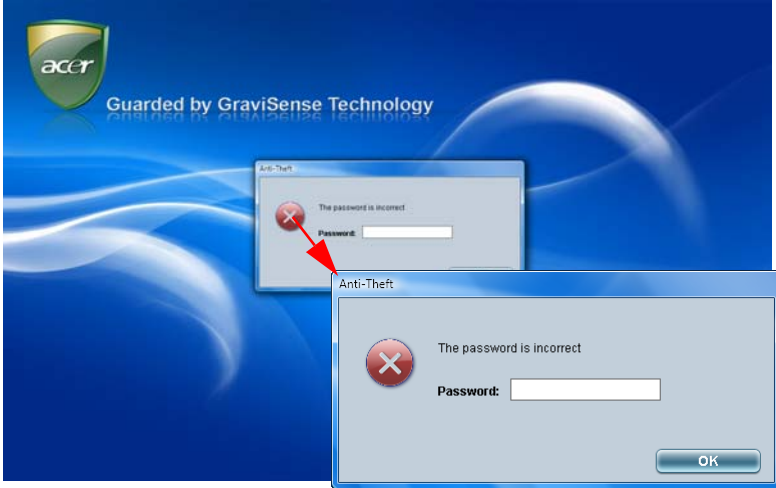 acer
Guarded by GraviSense Technology
Anti-Theft
The password is incorrect
Password:
Anti-Theft
The password is incorrect
Password:
OK